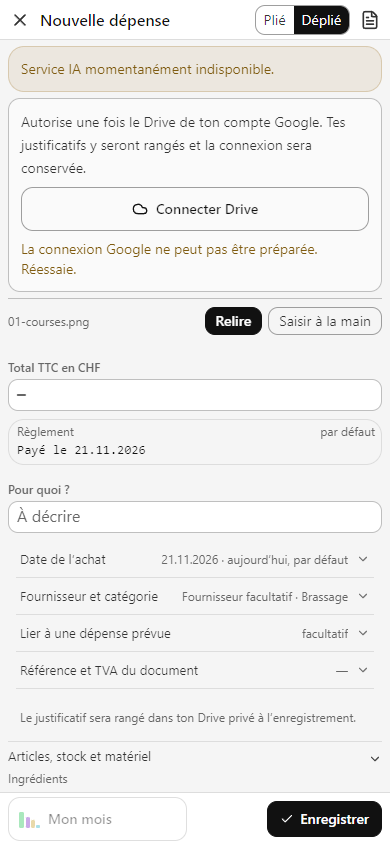 Nouvelle dépense
Plié
Déplié
Service IA momentanément indisponible.
Autorise une fois le Drive de ton compte Google. Tes
justificatifs y seront rangés et la connexion sera
conservée.
Connecter Drive
La connexion Google ne peut pas être préparée.
Réessaie.
01-courses.png
Relire
Saisir à la main
Total TTC en CHF
—
Règlement
par défaut
Payé le 21.11.2026
Pour quoi ?
À décrire
Date de l'achat
21.11.2026 · aujourd'hui, par défaut
Fournisseur et catégorie
Fournisseur facultatif · Brassage
Lier à une dépense prévue
facultatif
Référence et TVA du document
—
Le justificatif sera rangé dans ton Drive privé à l'enregistrement.
Articles, stock et matériel
Ingrédients
Mon mois
Enregistrer